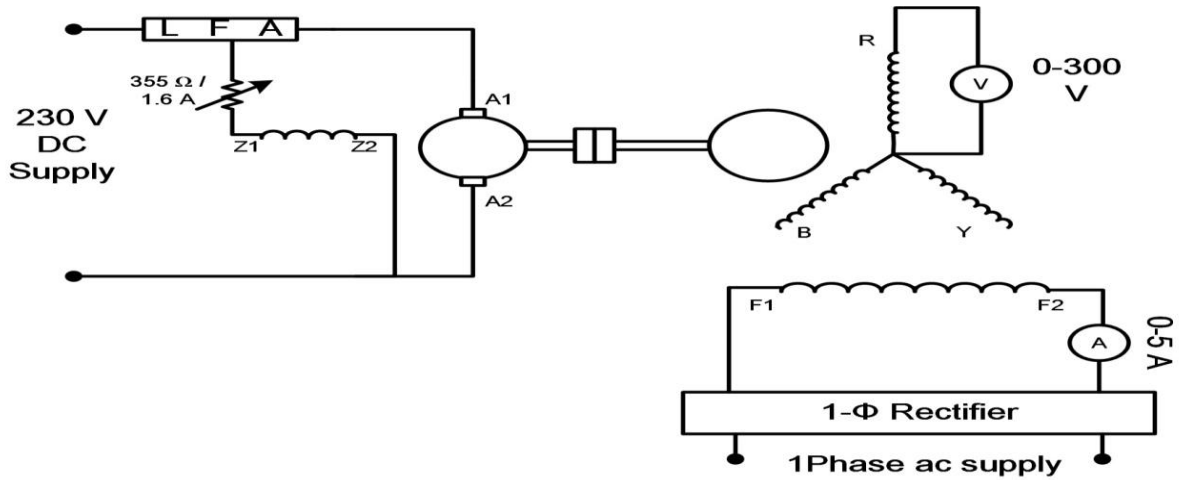 L F A
355 Ω /
1.6 A
230 V
DC
Supply
Z1
Z2
A1
A2
R
V
0-300
V
B
Y
F1
F2
A
0-5 A
1-Φ Rectifier
1Phase ac supply